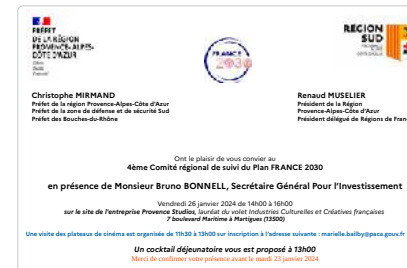 PRÉFET
DE LA RÉGION
PROVENCE-ALPES-
CÔTE D'AZUR
FRANCE
2030
RÉGION
SUD
Christophe MIRMAND
Préfet de la région Provence-Alpes-Côte d'Azur
Préfet de la zone de défense et de sécurité Sud
Préfet des Bouches-du-Rhône
Renaud MUSELIER
Président de la Région
Provence-Alpes-Côte d'Azur
Président délégué de Régions de Fran
Ont le plaisir de vous convier au
4ème Comité régional de suivi du Plan FRANCE 2030
en présence de Monsieur Bruno BONNELL, Secrétaire Général Pour l'Investissement
Vendredi 26 janvier 2024 de 14h00 à 16h00
sur le site de l'entreprise Provence Studios, lauréat du volet Industries Culturelles et Créatives françaises
7 boulevard Maritime à Martigues (13500)
Une visite des plateaux de cinéma est organisée de 11h30 à 13h00 sur inscription à l'adresse suivante : marielle.bailby@paca.gouv.fr
Un cocktail déjeunatoire vous est proposé à 13h00
Merci de confirmer votre présence avant le mardi 23 janvier 2024